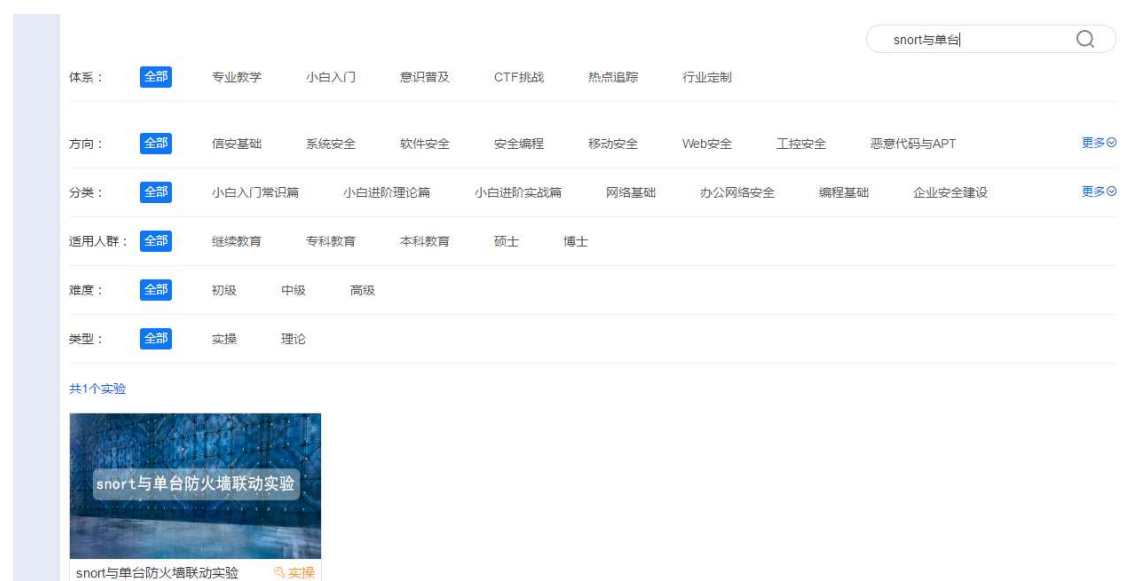 snort与单台
体系： 全部 专业教学 小白入门 意识普及 CTF挑战 热点追踪 行业定制
方向： 全部 信安基础 系统安全 软件安全 安全编程 移动安全 Web安全 工控安全 恶意代码与APT 更多
分类： 全部 小白入门常识篇 小白进阶理论篇 小白进阶实战篇 网络基础 办公网络安全 编程基础 企业安全建设 更多
适用人群： 全部 继续教育 专科教育 本科教育 硕士 博士
难度： 全部 初级 中级 高级
类型： 全部 实操 理论
共1个实验
snort与单台防火墙联动实验
snort与单台防火墙联动实验 实操